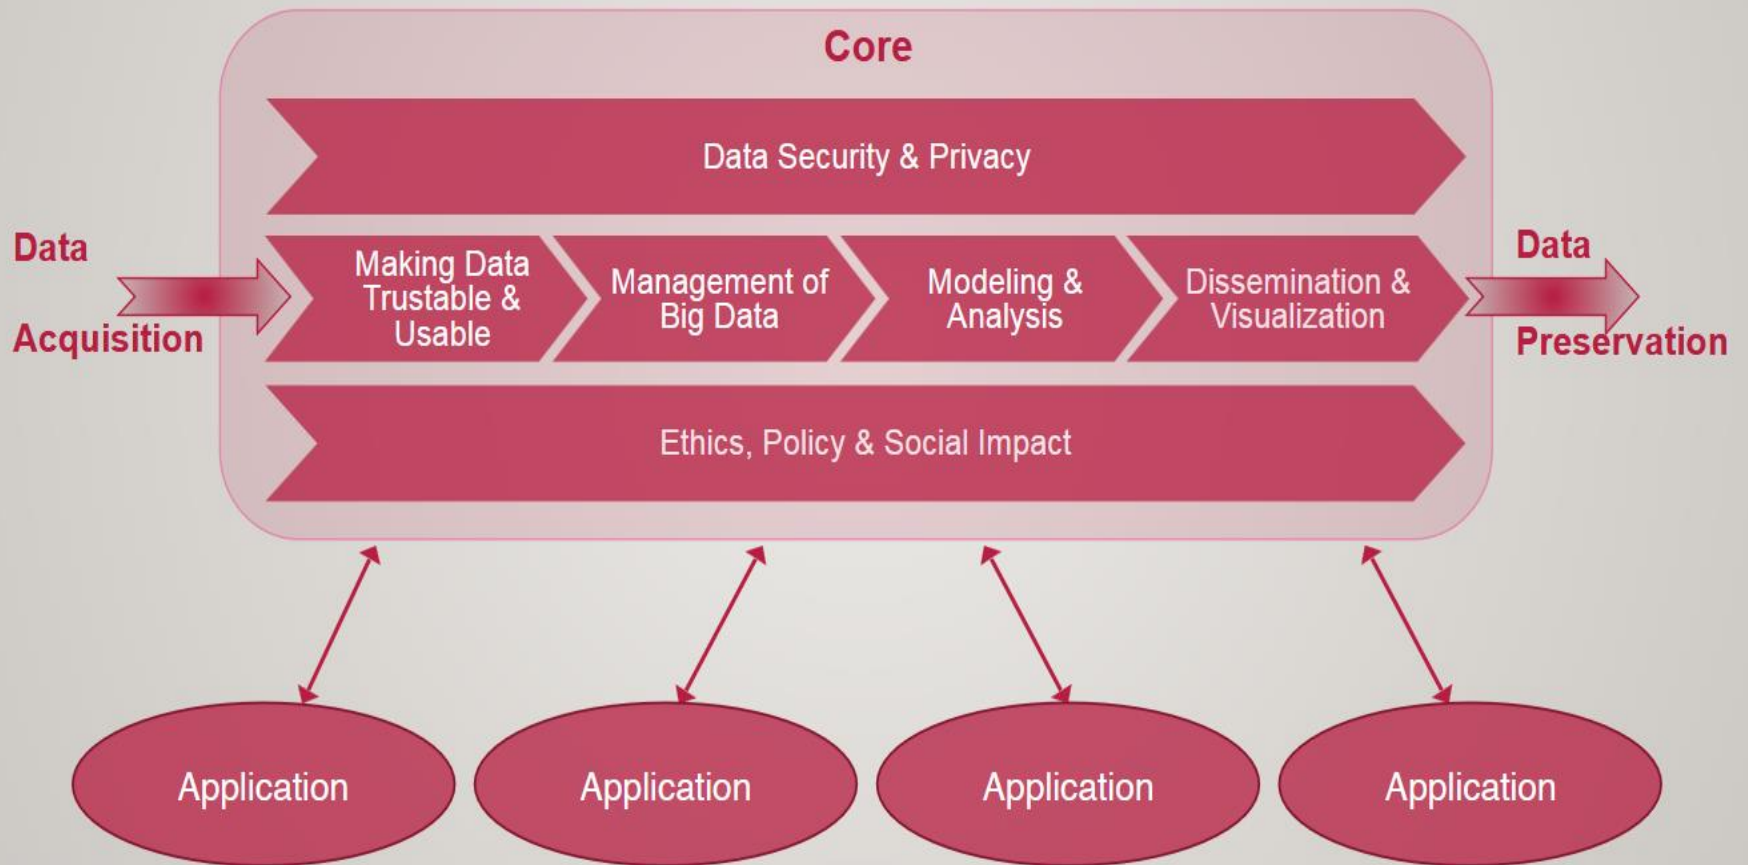 Core
Data Security & Privacy
Data
Acquisition
Making Data
Trustable &
Usable
Management of
Big Data
Modeling &
Analysis
Dissemination &
Visualization
Data
Preservation
Ethics, Policy & Social Impact
Application
Application
Application
Application